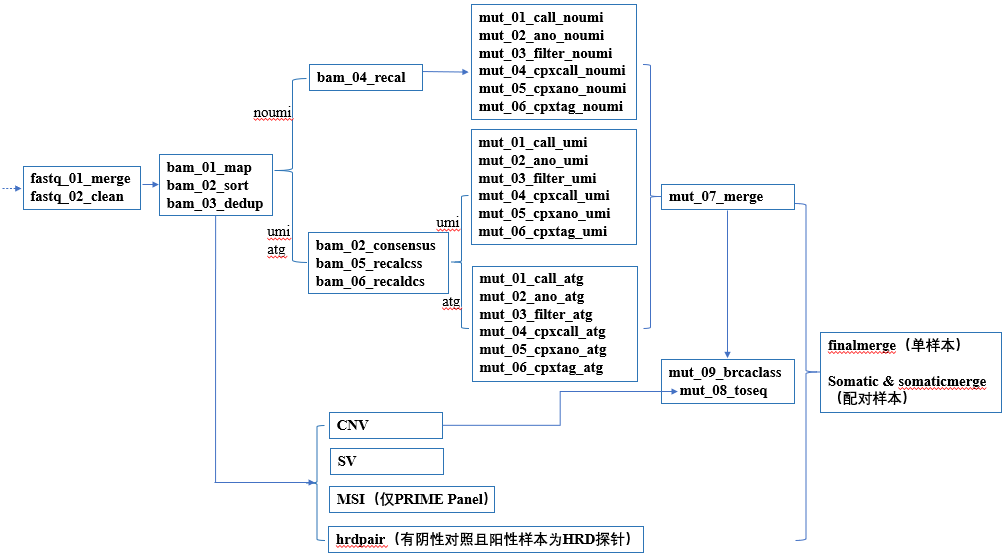 fastq_01_merge
fastq_02_clean
bam_01_map
bam_02_sort
bam_03_dedup
noumi
umi
atg
bam_04_recal
bam_02_consensus
bam_05_recalcss
bam_06_recaldcs
umi
atg
mut_01_call_noumi
mut_02_ano_noumi
mut_03_filter_noumi
mut_04_cpxcall_noumi
mut_05_cpxano_noumi
mut_06_cpxtag_noumi
mut_01_call_umi
mut_02_ano_umi
mut_03_filter_umi
mut_04_cpxcall_umi
mut_05_cpxano_umi
mut_06_cpxtag_umi
mut_01_call_atg
mut_02_ano_atg
mut_03_filter_atg
mut_04_cpxcall_atg
mut_05_cpxano_atg
mut_06_cpxtag_atg
mut_07_merge
mut_09_brcaclass
mut_08_toseq
CNV
SV
MSI（仅PRIME Panel）
hrdpair（有阴性对照且阳性样本为HRD探针）
finalmerge（单样本）
Somatic & somaticmerge
（配对样本）